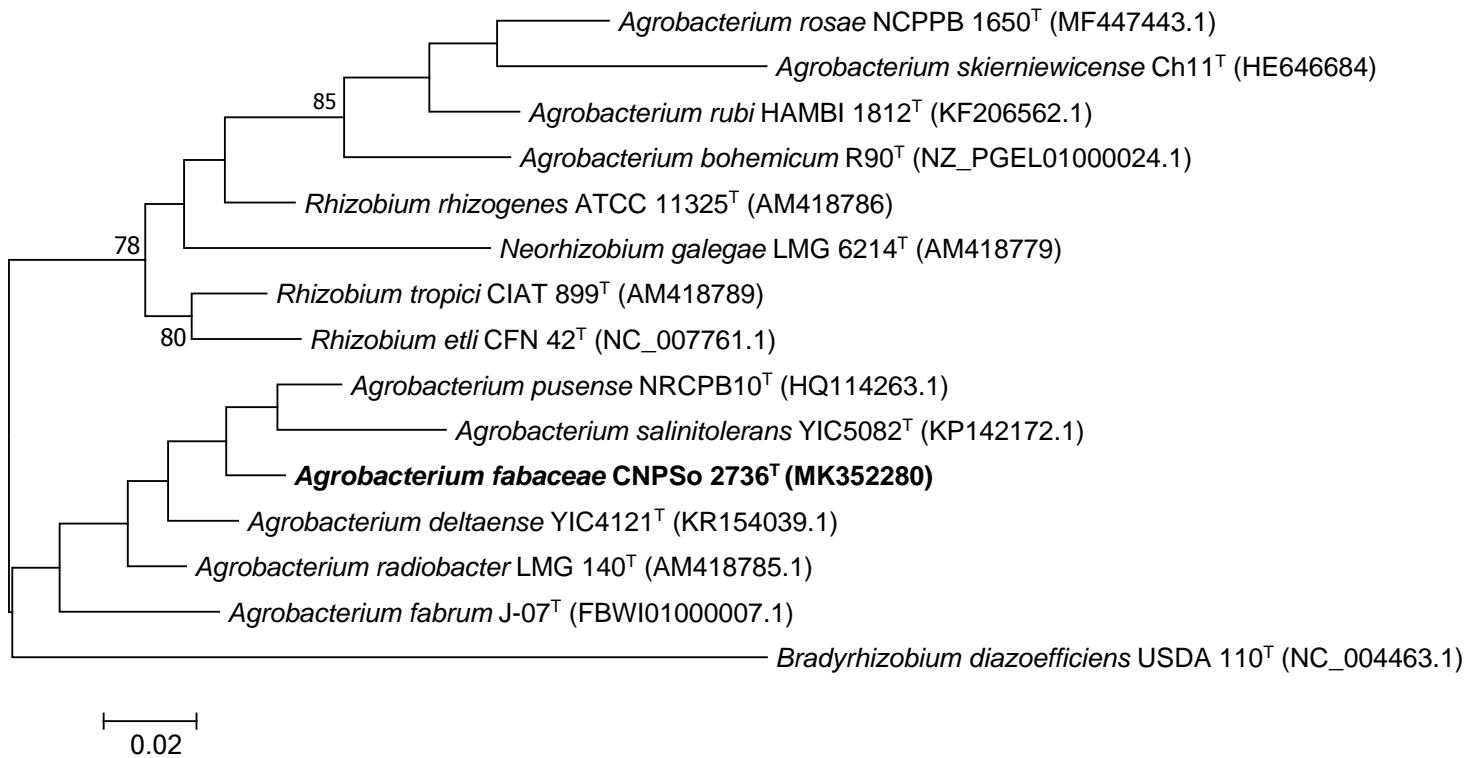 Agrobacterium rosae NCPPB 1650ᵀ (MF447443.1)
Agrobacterium skierniewicense Ch11ᵀ (HE646684)
85
Agrobacterium rubi HAMBI 1812ᵀ (KF206562.1)
Agrobacterium bohemicum R90ᵀ (NZ_PGEL01000024.1)
Rhizobium rhizogenes ATCC 11325ᵀ (AM418786)
78
Neorhizobium galegae LMG 6214ᵀ (AM418779)
Rhizobium tropici CIAT 899ᵀ (AM418789)
80
Rhizobium etli CFN 42ᵀ (NC_007761.1)
Agrobacterium pusense NRCPB10ᵀ (HQ114263.1)
Agrobacterium salinitolerans YIC5082ᵀ (KP142172.1)
Agrobacterium fabaceae CNPSo 2736ᵀ (MK352280)
Agrobacterium deltaense YIC4121ᵀ (KR154039.1)
Agrobacterium radiobacter LMG 140ᵀ (AM418785.1)
Agrobacterium fabrum J-07ᵀ (FBWI01000007.1)
Bradyrhizobium diazoefficiens USDA 110ᵀ (NC_004463.1)
0.02